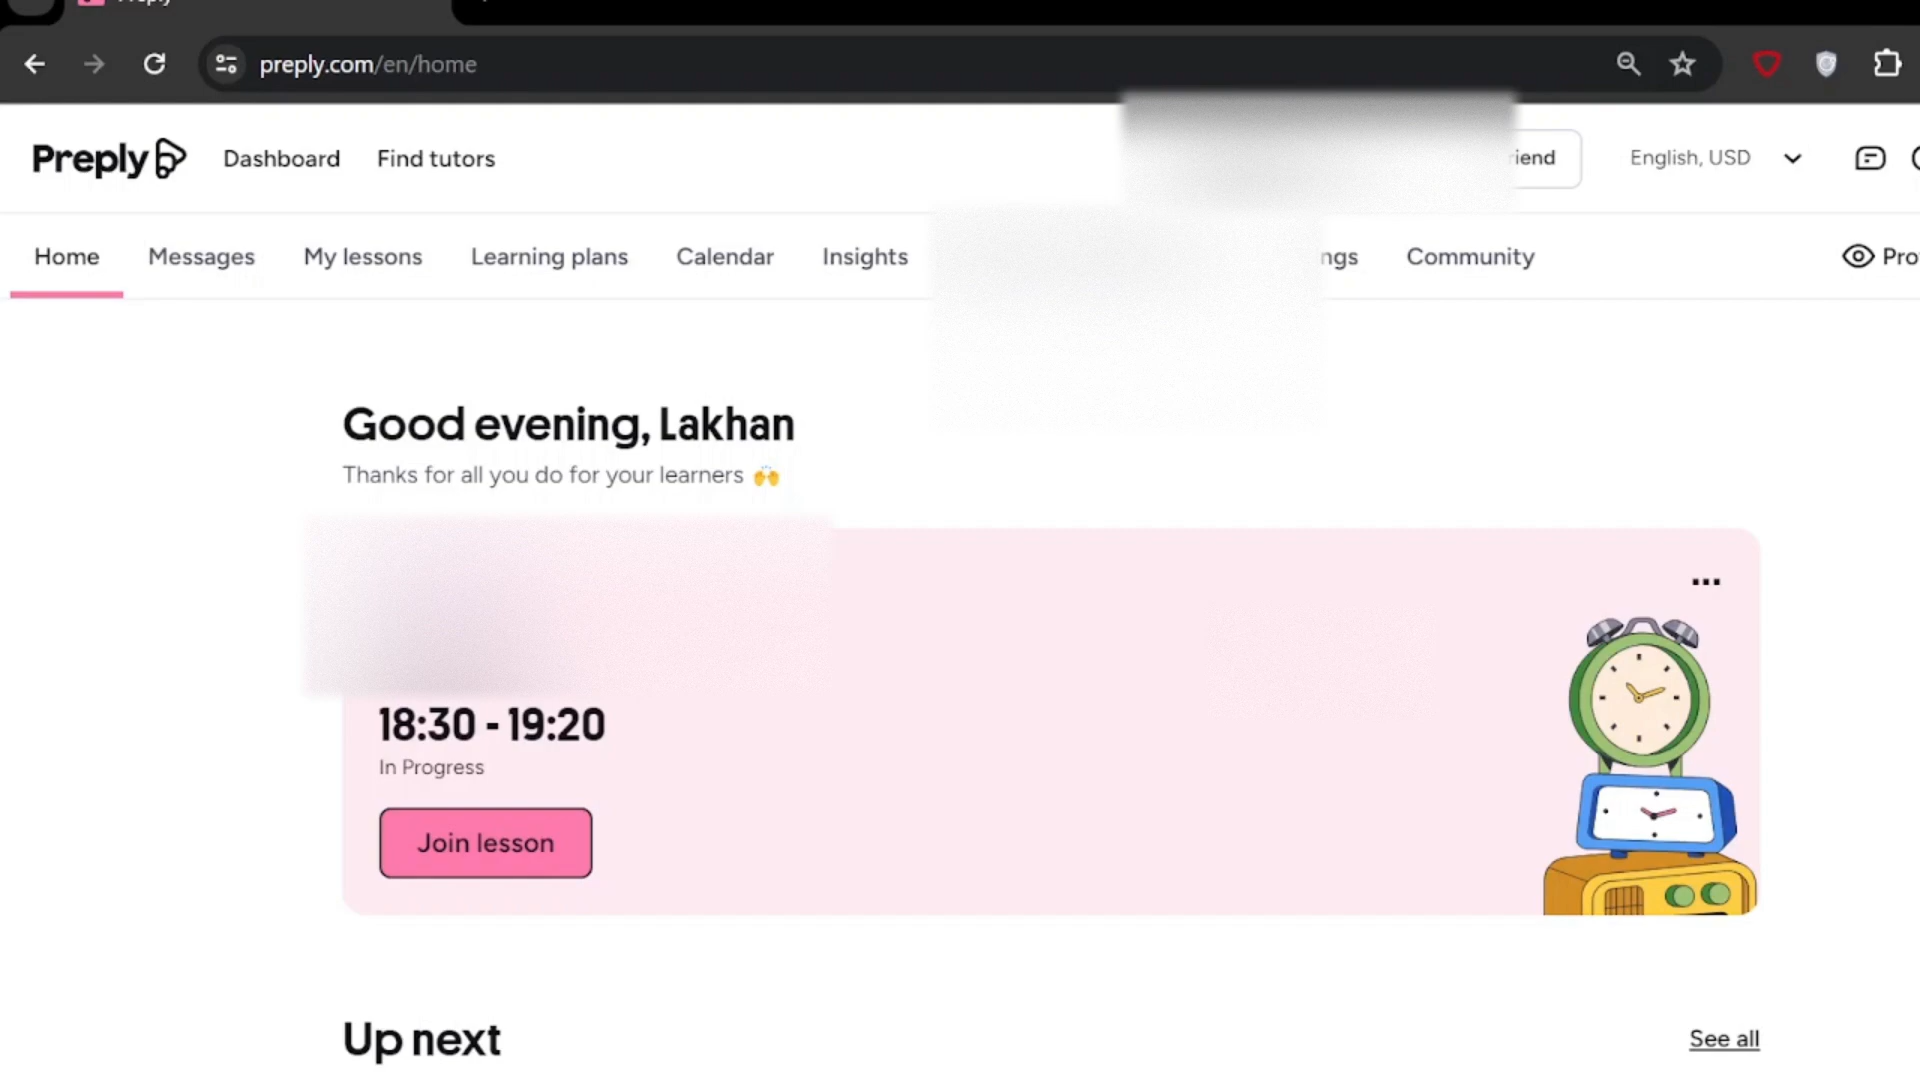 preply.com/en/home
Preply
Dashboard
Find tutors
English, USD
Home
Messages
My lessons
Learning plans
Calendar
Insights
Community
Good evening, Lakhan
Thanks for all you do for your learners 🙌
18:30 - 19:20
In Progress
Join lesson
Up next
See all